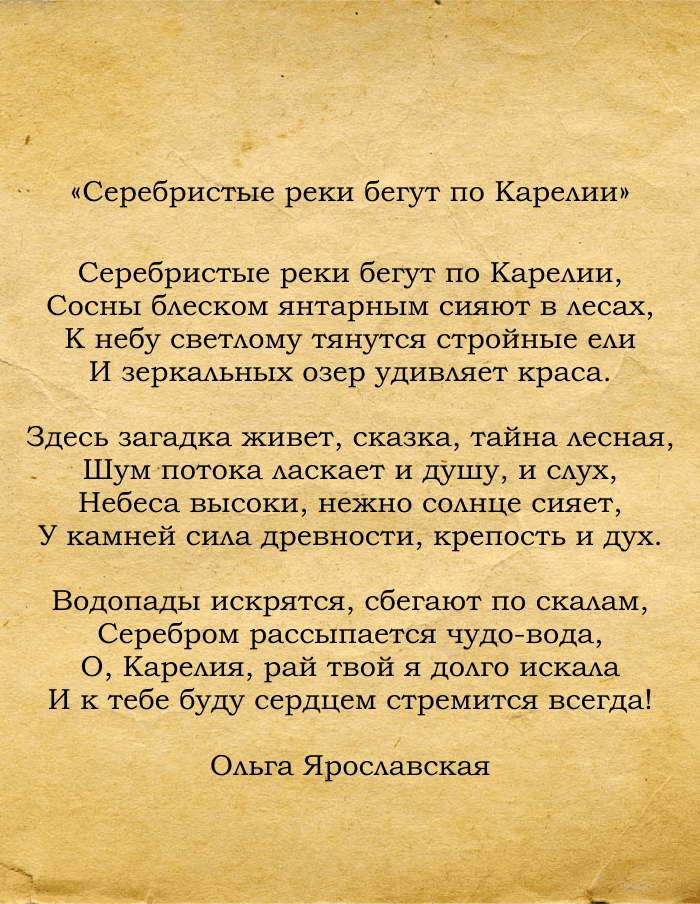 «Серебристые реки бегут по Карелии»
Серебристые реки бегут по Карелии,
Сосны блеском янтарным сияют в лесах,
К небу светлому тянутся стройные ели
И зеркальных озер удивляет краса.
Здесь загадка живет, сказка, тайна лесная,
Шум потока ласкает и душу, и слух,
Небеса высоки, нежно солнце сияет,
У камней сила древности, крепость и дух.
Водопады искрятся, сбегают по скалам,
Серебром рассыпается чудо-вода,
О, Карелия, рай твой я долго искала
И к тебе буду сердцем стремится всегда!
Ольга Ярославская